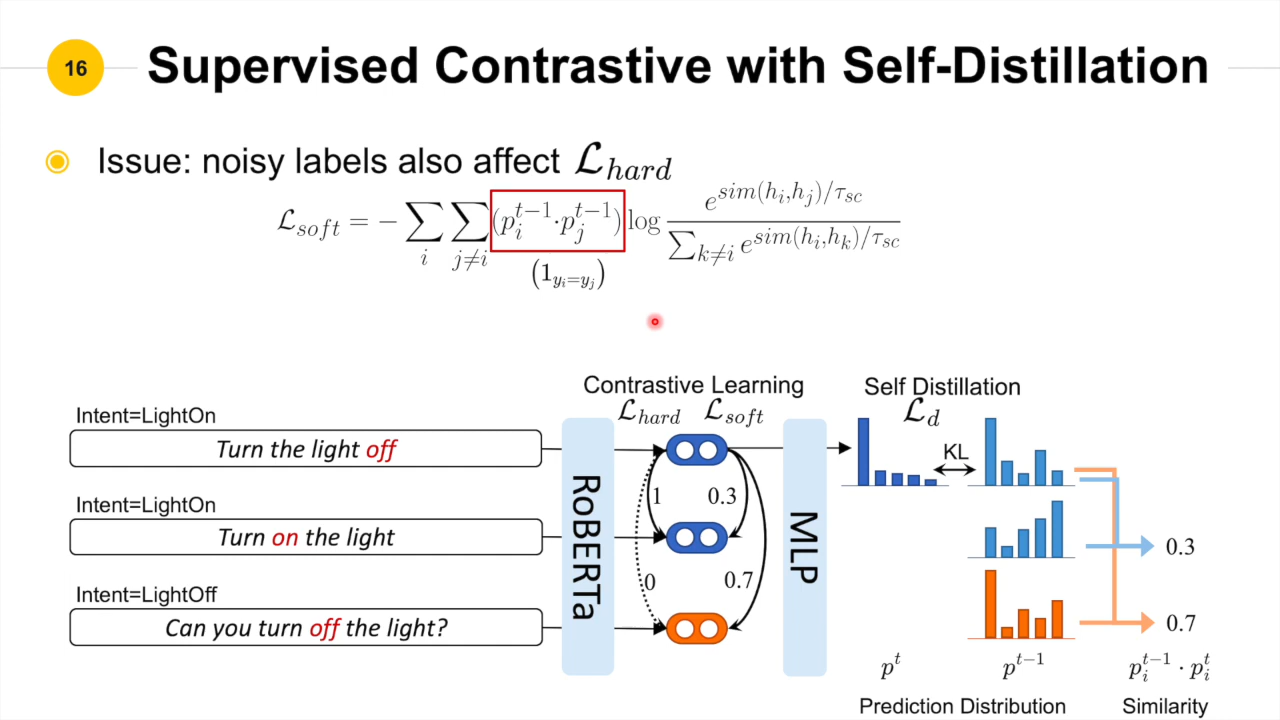 16
Supervised Contrastive with Self-Distillation
Issue: noisy labels also affect ℒ_hard
ℒ_soft = − ∑_i ∑_{j≠i} (p_i^{t−1} · p_j^{t−1}) log e^{sim(h_i,h_j)/τ_sc} / ∑_{k≠i} e^{sim(h_i,h_k)/τ_sc}
(1_{y_i=y_j})
Contrastive Learning
Self Distillation
ℒ_hard ℒ_soft
ℒ_d
Intent=LightOn
Turn the light off
KL
1 0.3
Intent=LightOn
Turn on the light
RoBERTa
MLP
0.3
0 0.7
Intent=LightOff
Can you turn off the light?
0.7
p^t p^{t−1} p_i^{t−1} · p_i^t
Prediction Distribution Similarity